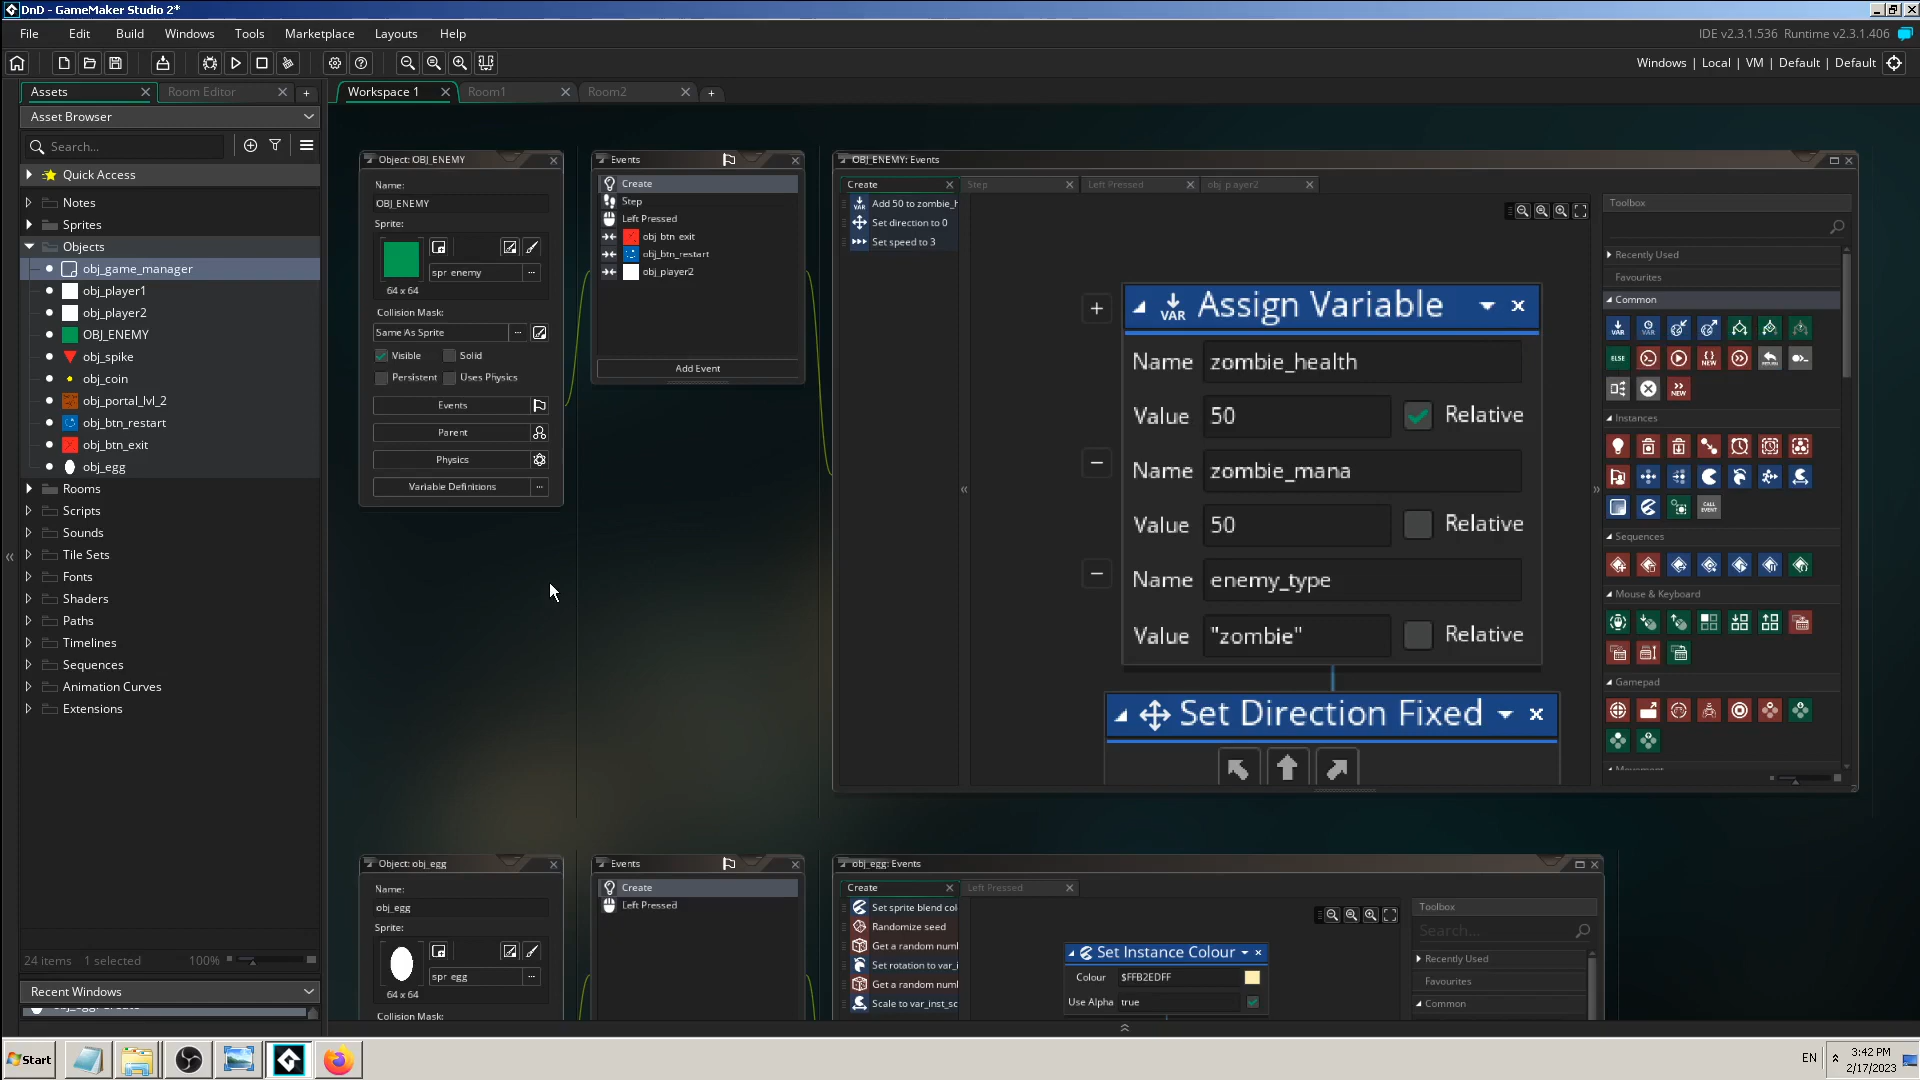 DnD - GameMaker Studio 2*
File Edit Build Windows Tools Marketplace Layouts Help
IDE v2.3.1.536 Runtime v2.3.1.406
Windows | Local | VM | Default | Default
Assets
Room Editor
Workspace 1
Room1
Room2
Asset Browser
Search...
Quick Access
Notes
Sprites
Objects
obj_game_manager
obj_player1
obj_player2
OBJ_ENEMY
obj_spike
obj_coin
obj_portal_lvl_2
obj_btn_restart
obj_btn_exit
obj_egg
Rooms
Scripts
Sounds
Tile Sets
Fonts
Shaders
Paths
Timelines
Sequences
Animation Curves
Extensions
24 items 1 selected 100%
Recent Windows
Object: OBJ_ENEMY
Name:
OBJ_ENEMY
Sprite:
spr enemy
64 x 64
Collision Mask:
Same As Sprite
Visible
Solid
Persistent
Uses Physics
Events
Parent
Physics
Variable Definitions
Events
Create
Step
Left Pressed
obj btn exit
obj_btn_restart
obj_player2
Add Event
OBJ_ENEMY: Events
Create
Step
Left Pressed
obj player2
Add 50 to zombie_h
Set direction to 0
Set speed to 3
VAR Assign Variable
Name zombie_health
Value 50 Relative
Name zombie_mana
Value 50 Relative
Name enemy_type
Value "zombie" Relative
Set Direction Fixed
Toolbox
Recently Used
Favourites
Common
Instances
Sequences
Mouse & Keyboard
Gamepad
Object: obj_egg
Name:
obj_egg
Sprite:
spr egg
64 x 64
Collision Mask:
Events
Create
Left Pressed
obj_egg: Events
Create
Left Pressed
Set sprite blend col
Randomize seed
Get a random num
Set rotation to var_i
Get a random num
Scale to var_inst_sc
Set Instance Colour
Colour $FFB2EDFF
Use Alpha true
Toolbox
Search...
Recently Used
Favourites
Common
Start
EN
3:42 PM
2/17/2023